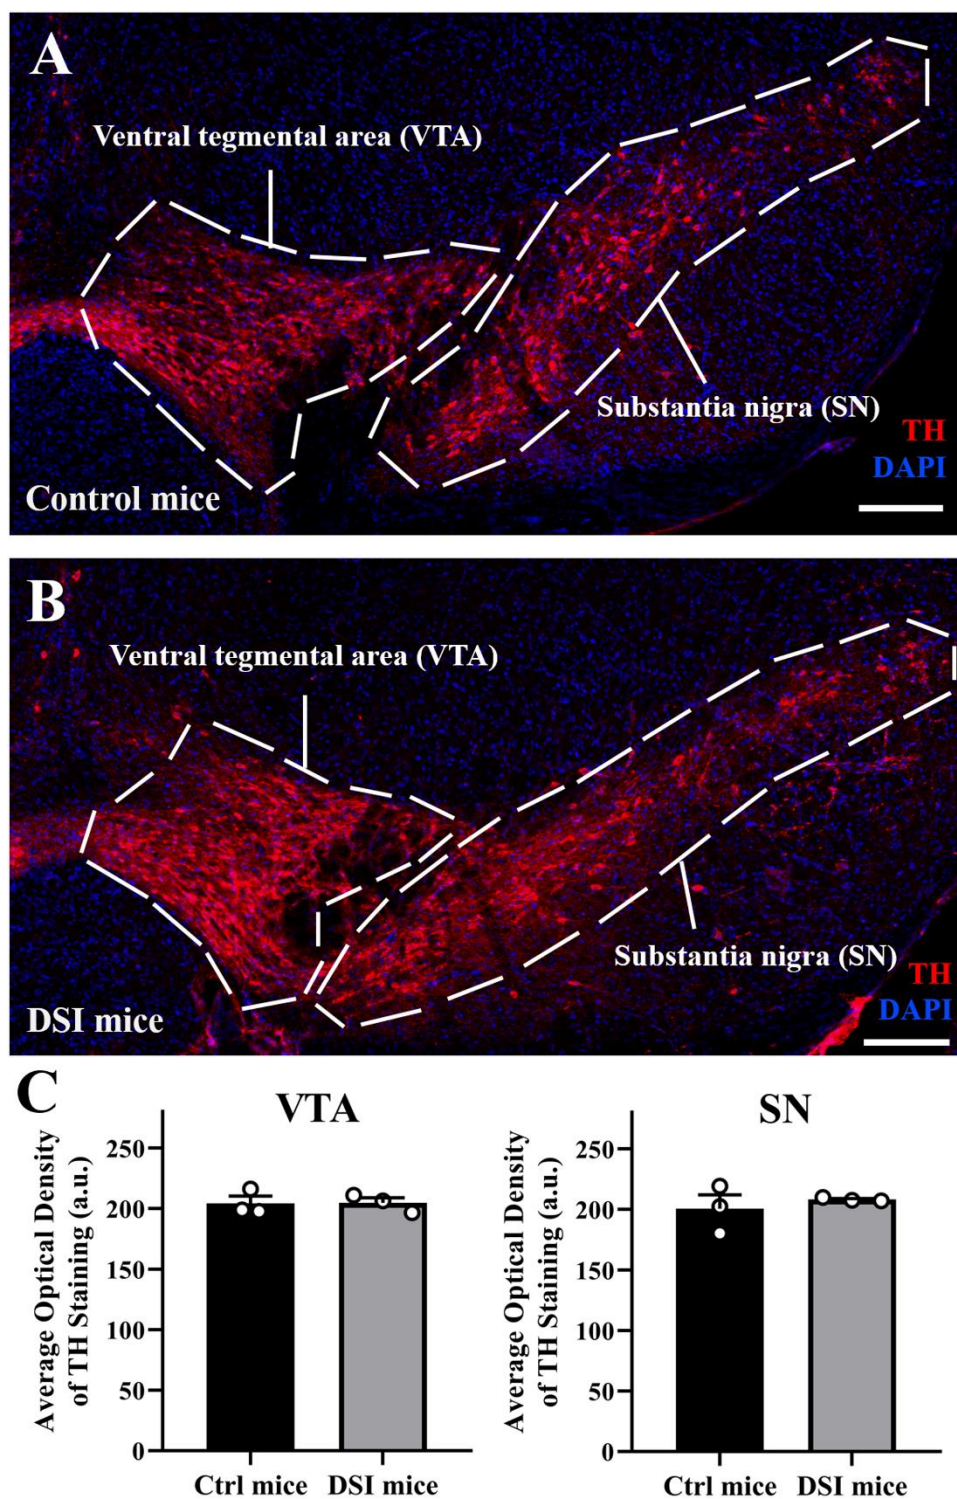 A
Ventral tegmental area (VTA)
Substantia nigra (SN)
TH
DAPI
Control mice
B
Ventral tegmental area (VTA)
Substantia nigra (SN)
TH
DAPI
DSI mice
C
VTA
Average Optical Density
of TH Staining (a.u.)
250
200
150
100
50
0
Ctrl mice
DSI mice
SN
Average Optical Density
of TH Staining (a.u.)
250
200
150
100
50
0
Ctrl mice
DSI mice